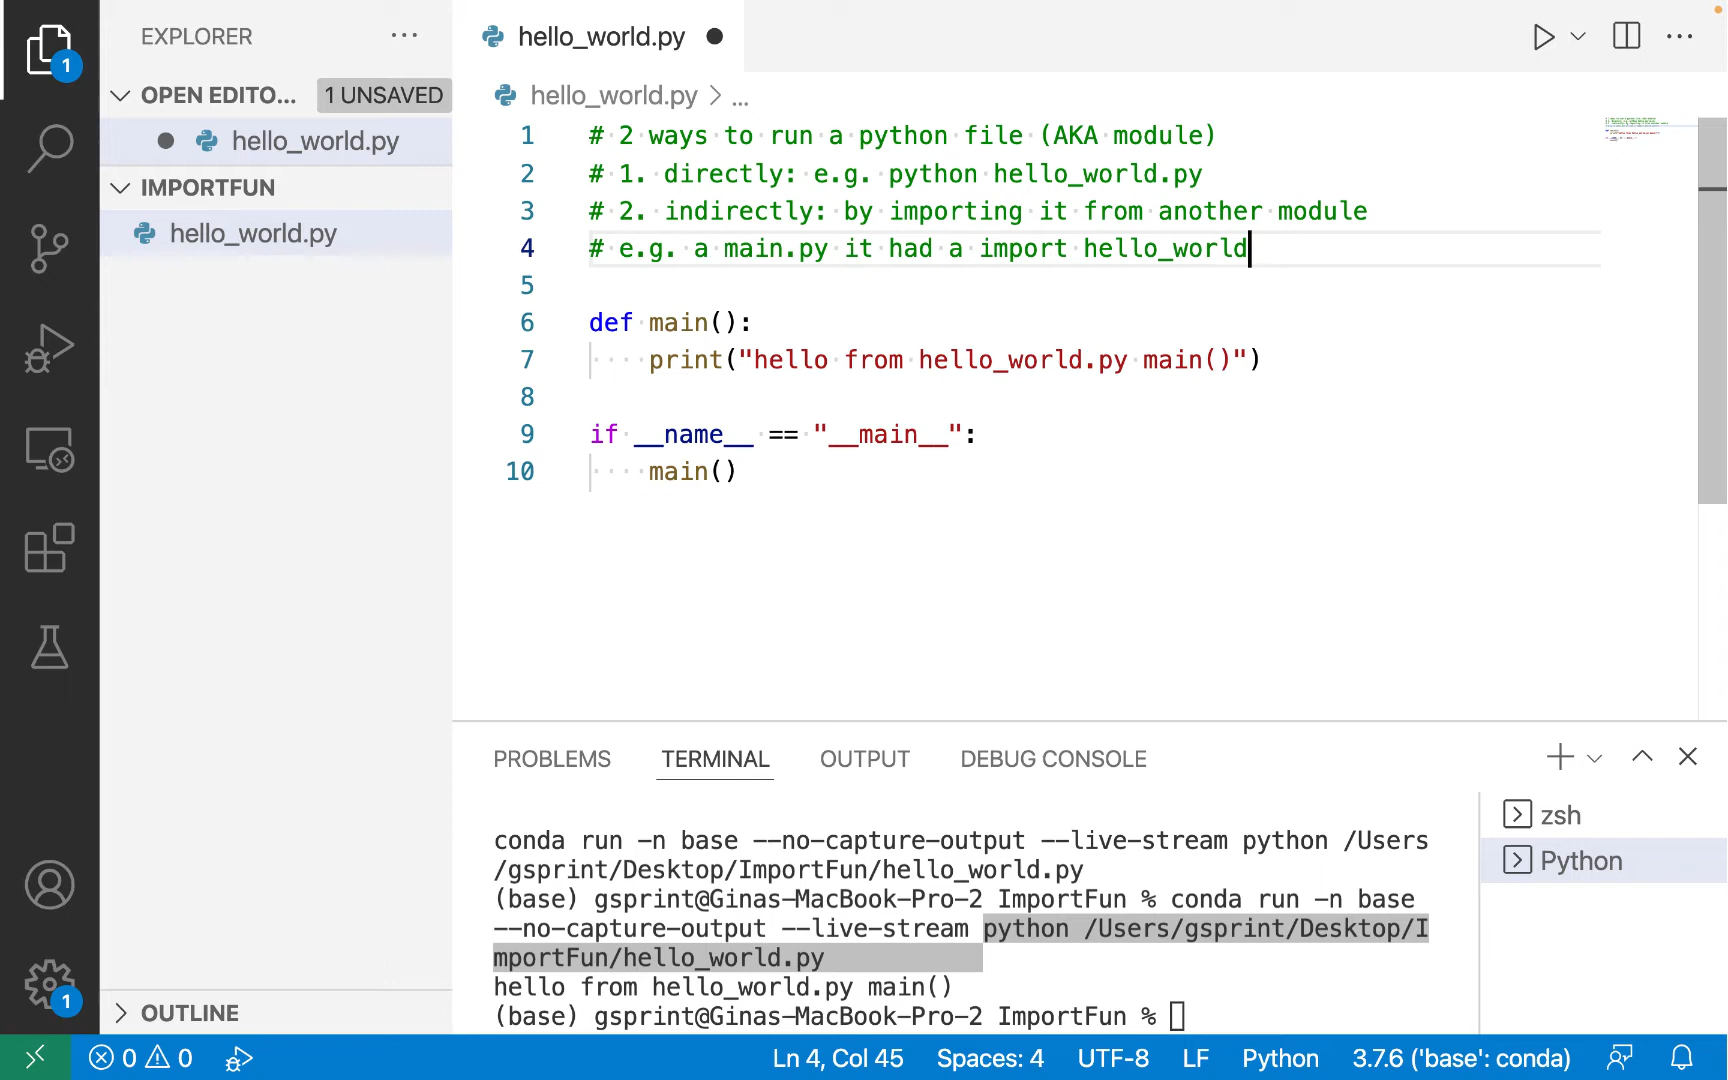 EXPLORER
hello_world.py
1
OPEN EDITO... 1 UNSAVED
hello_world.py
IMPORTFUN
hello_world.py
hello_world.py > ...
1 # 2 ways to run a python file (AKA module)
2 # 1. directly: e.g. python hello_world.py
3 # 2. indirectly: by importing it from another module
4 # e.g. a main.py it had a import hello_world
5
6 def main():
7 print("hello from hello_world.py main()")
8
9 if __name__ == "__main__":
10 main()
PROBLEMS TERMINAL OUTPUT DEBUG CONSOLE
zsh
Python
conda run -n base --no-capture-output --live-stream python /Users
/gsprint/Desktop/ImportFun/hello_world.py
(base) gsprint@Ginas-MacBook-Pro-2 ImportFun % conda run -n base
--no-capture-output --live-stream python /Users/gsprint/Desktop/I
mportFun/hello_world.py
hello from hello_world.py main()
(base) gsprint@Ginas-MacBook-Pro-2 ImportFun %
1
OUTLINE
0 0 Ln 4, Col 45 Spaces: 4 UTF-8 LF Python 3.7.6 ('base': conda)